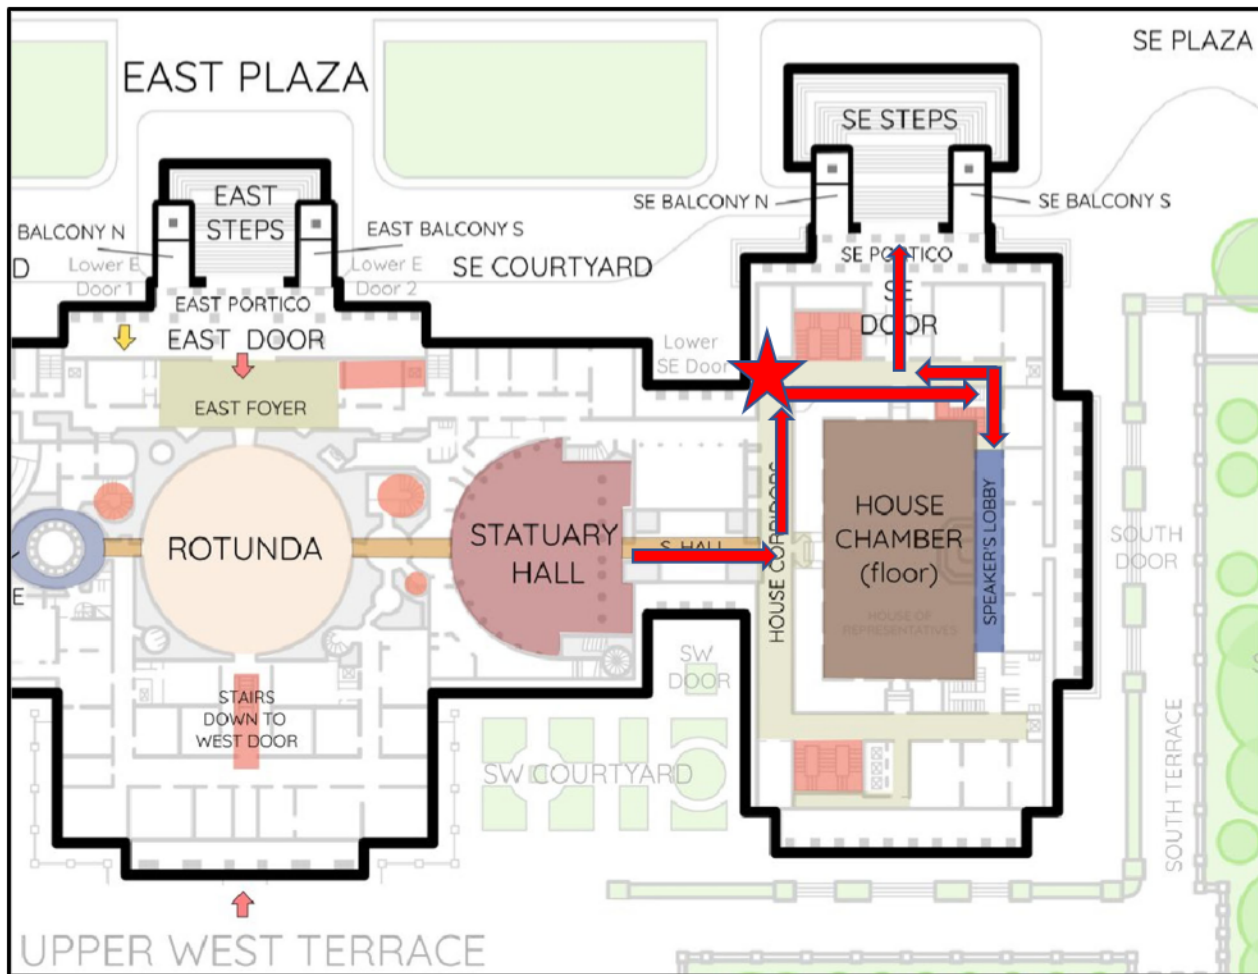 SE PLAZA
EAST PLAZA
SE STEPS
EAST
STEPS
SE BALCONY N
SE BALCONY S
BALCONY N
EAST BALCONY S
D
Lower E
Door 1
Lower E
Door 2
SE COURTYARD
SE PORTICO
EAST PORTICO
SE
DOOR
EAST DOOR
Lower
SE Door
EAST FOYER
ROTUNDA
STATUARY
HALL
S. HALL
HOUSE CORRIDORS
HOUSE
CHAMBER
(floor)
HOUSE OF
REPRESENTATIVES
SPEAKER'S LOBBY
SOUTH
DOOR
E
SW
DOOR
STAIRS
DOWN TO
WEST DOOR
SW COURTYARD
SOUTH TERRACE
UPPER WEST TERRACE